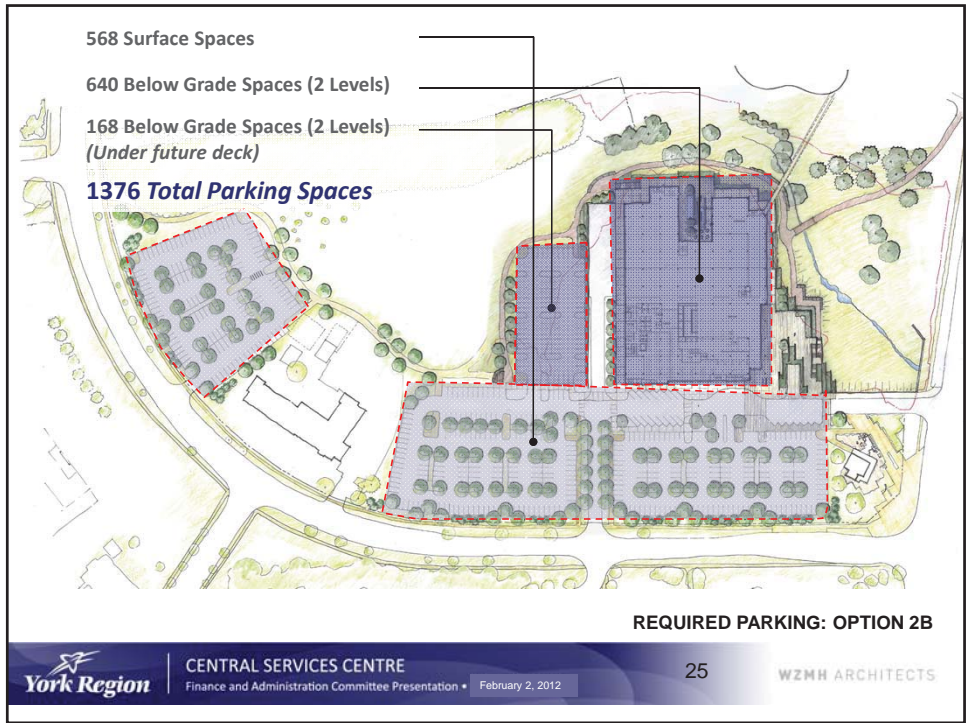 568 Surface Spaces
640 Below Grade Spaces (2 Levels)
168 Below Grade Spaces (2 Levels)
(Under future deck)
1376 Total Parking Spaces
REQUIRED PARKING: OPTION 2B
York Region
CENTRAL SERVICES CENTRE
Finance and Administration Committee Presentation • February 2, 2012
25
WZMH ARCHITECTS